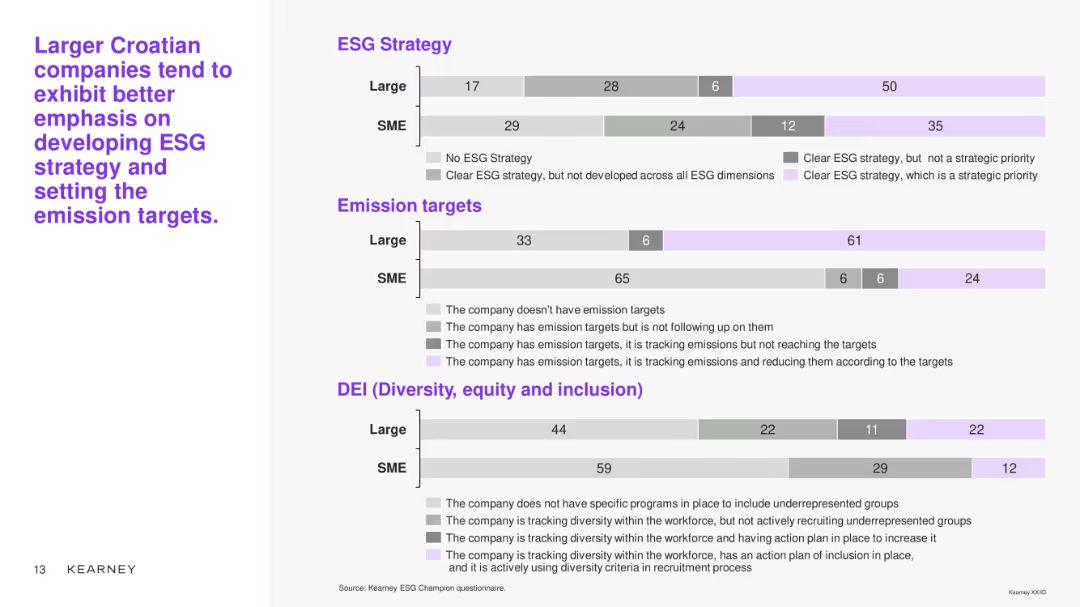 Larger Croatian
companies tend to
exhibit better
emphasis on
developing ESG
strategy and
setting the
emission targets.
ESG Strategy
Large 17 28 6 50
SME 29 24 12 35
No ESG Strategy
Clear ESG strategy, but not developed across all ESG dimensions
Clear ESG strategy, but not a strategic priority
Clear ESG strategy, which is a strategic priority
Emission targets
Large 33 6 61
SME 65 6 6 24
The company doesn't have emission targets
The company has emission targets but is not following up on them
The company has emission targets, it is tracking emissions but not reaching the targets
The company has emission targets, it is tracking emissions and reducing them according to the targets
DEI (Diversity, equity and inclusion)
Large 44 22 11 22
SME 59 29 12
The company does not have specific programs in place to include underrepresented groups
The company is tracking diversity within the workforce, but not actively recruiting underrepresented groups
The company is tracking diversity within the workforce and having action plan in place to increase it
The company is tracking diversity within the workforce, has an action plan of inclusion in place,
and it is actively using diversity criteria in recruitment process
Source: Kearney ESG Champion questionnaire.
13 KEARNEY
Kearney XX/ID